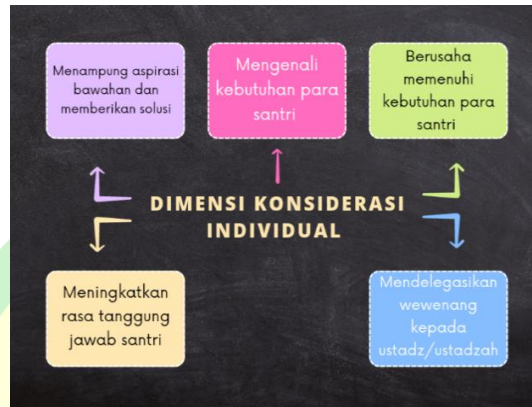 Menampung aspirasi
bawahan dan
memberikan solusi
Mengenali
kebutuhan para
santri
Berusaha
memenuhi
kebutuhan para
santri
DIMENSI KONSIDERASI
INDIVIDUAL
Meningkatkan
rasa tanggung
jawab santri
Mendelegasikan
wewenang
kepada
ustadz/ustadzah